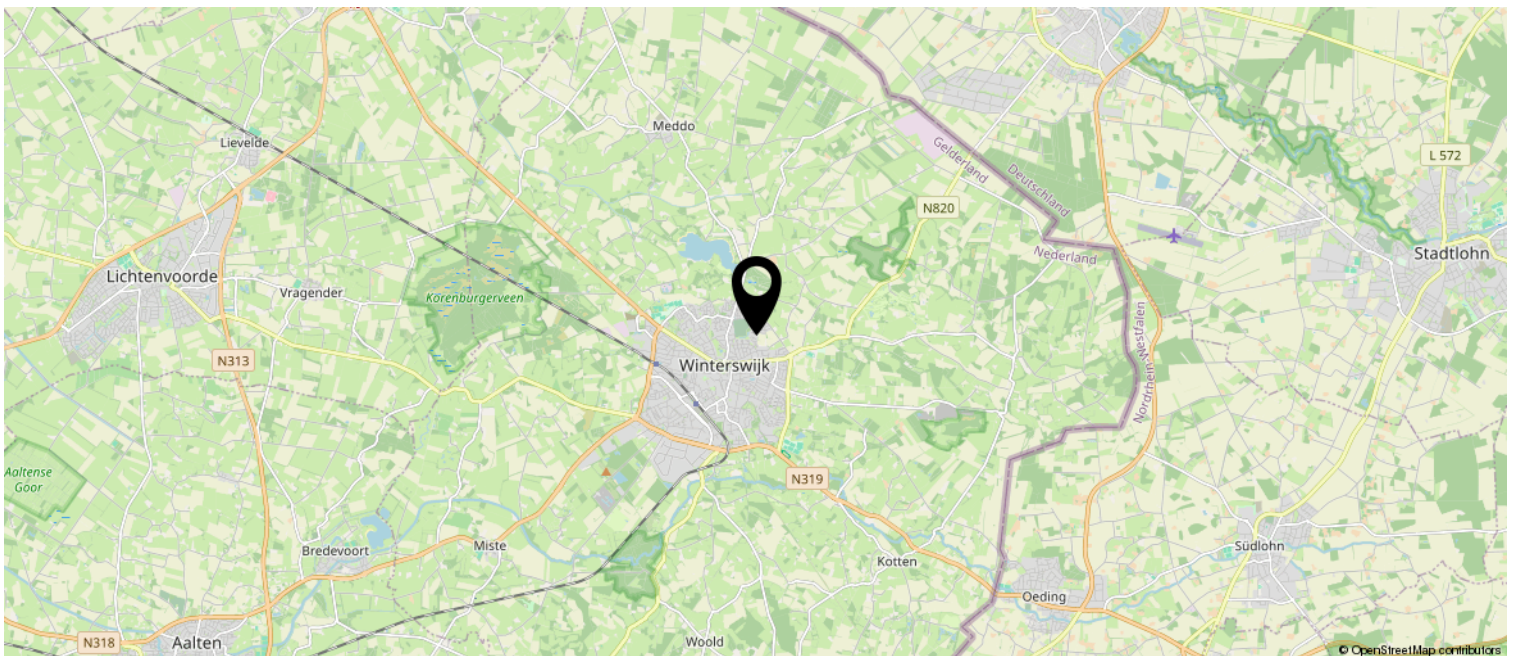 Meddo
Lievelde
Gelderland
Deutschland
L 572
N820
Nederland
Stadtlohn
Lichtenvoorde
Vragender
Korenburgerveen
Nordrhein-Westfalen
N313
Winterswijk
Aaltense
Goor
N319
Bredevoort
Miste
Kotten
Südlohn
Oeding
N318
Aalten
Woold
© OpenStreetMap contributors